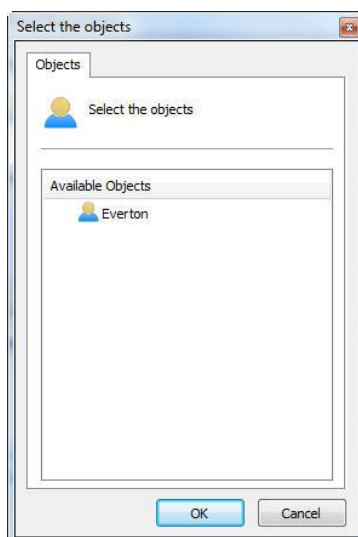 Select the objects
Objects
Select the objects
Available Objects
Everton
OK Cancel